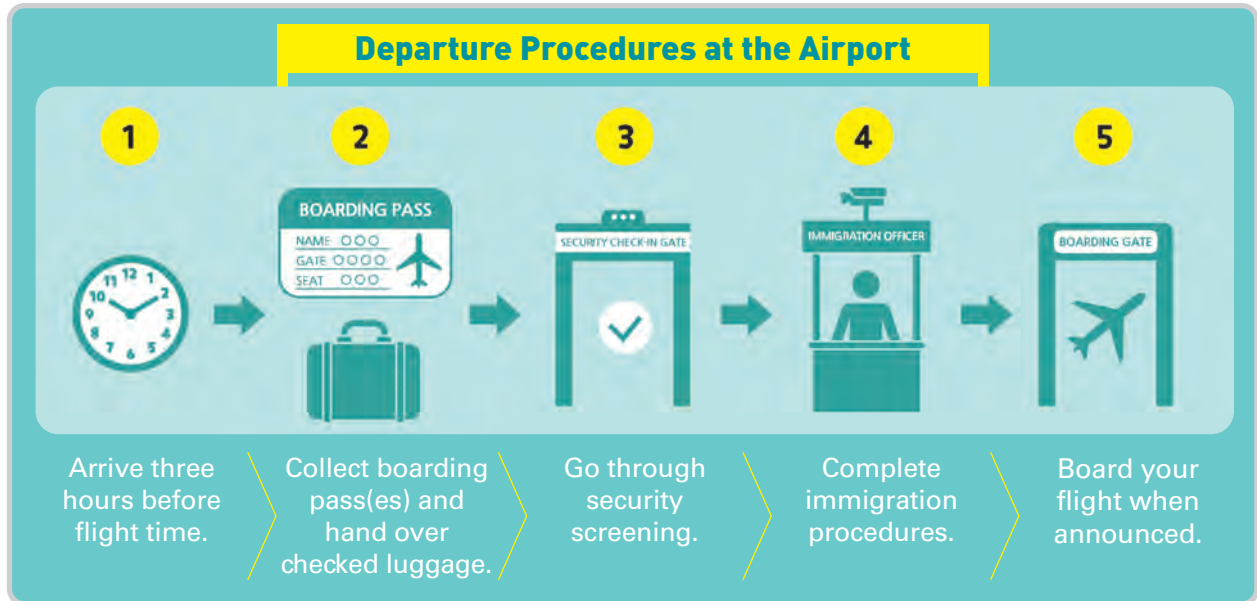 Departure Procedures at the Airport
1
2
3
4
5
11 12 1
10 2
9 3
8 4
7 6 5
BOARDING PASS
NAME OOO
GATE OOOO
SEAT OOO
SECURITY CHECK-IN GATE
IMMIGRATION OFFICER
BOARDING GATE
Arrive three
hours before
flight time.
Collect boarding
pass(es) and
hand over
checked luggage.
Go through
security
screening.
Complete
immigration
procedures.
Board your
flight when
announced.